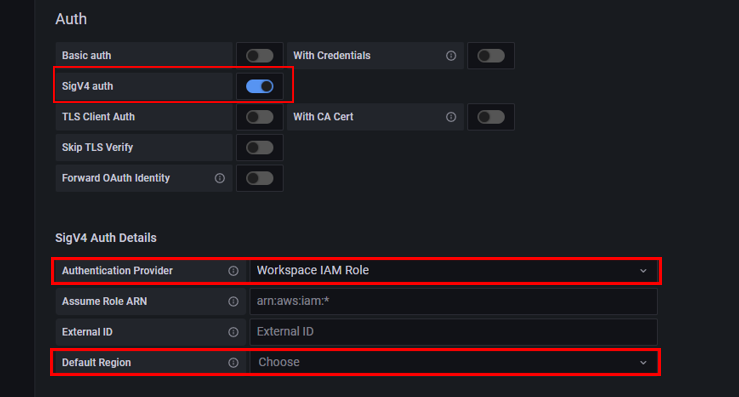 Auth
Basic auth
With Credentials
SigV4 auth
TLS Client Auth
With CA Cert
Skip TLS Verify
Forward OAuth Identity
SigV4 Auth Details
Authentication Provider
Workspace IAM Role
Assume Role ARN
arn:aws:iam:*
External ID
External ID
Default Region
Choose